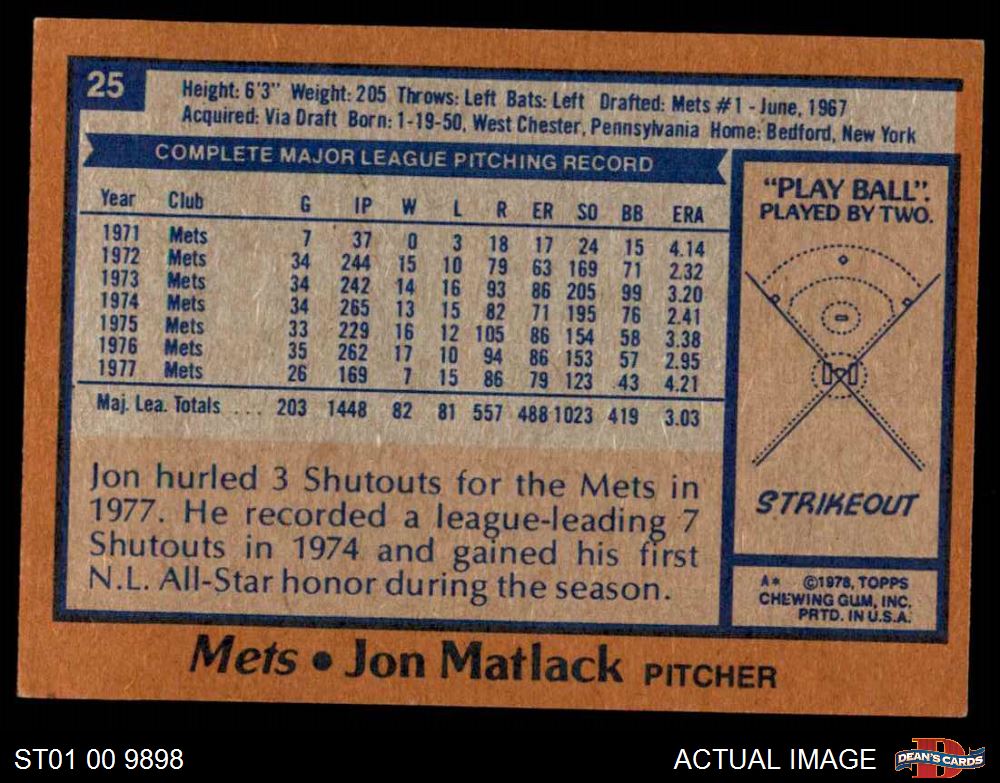 25
Height: 6'3" Weight: 205 Throws: Left Bats: Left Drafted: Mets #1 - June, 1967
Acquired: Via Draft Born: 1-19-50, West Chester, Pennsylvania Home: Bedford, New York
COMPLETE MAJOR LEAGUE PITCHING RECORD
Year Club G IP W L R ER SO BB ERA
1971 Mets 7 37 0 3 18 17 24 15 4.14
1972 Mets 34 244 15 10 79 63 169 71 2.32
1973 Mets 34 242 14 16 93 86 205 99 3.20
1974 Mets 34 265 13 15 82 71 195 76 2.41
1975 Mets 33 229 16 12 105 86 154 58 3.38
1976 Mets 35 262 17 10 94 86 153 57 2.95
1977 Mets 26 169 7 15 86 79 123 43 4.21
Maj. Lea. Totals ... 203 1448 82 81 557 488 1023 419 3.03
Jon hurled 3 Shutouts for the Mets in
1977. He recorded a league-leading 7
Shutouts in 1974 and gained his first
N.L. All-Star honor during the season.
"PLAY BALL".
PLAYED BY TWO.
STRIKEOUT
A* ©1978, TOPPS
CHEWING GUM, INC.
PRTD. IN U.S.A.
Mets • Jon Matlack PITCHER
ST01 00 9898
ACTUAL IMAGE
D
DEAN'S CARDS